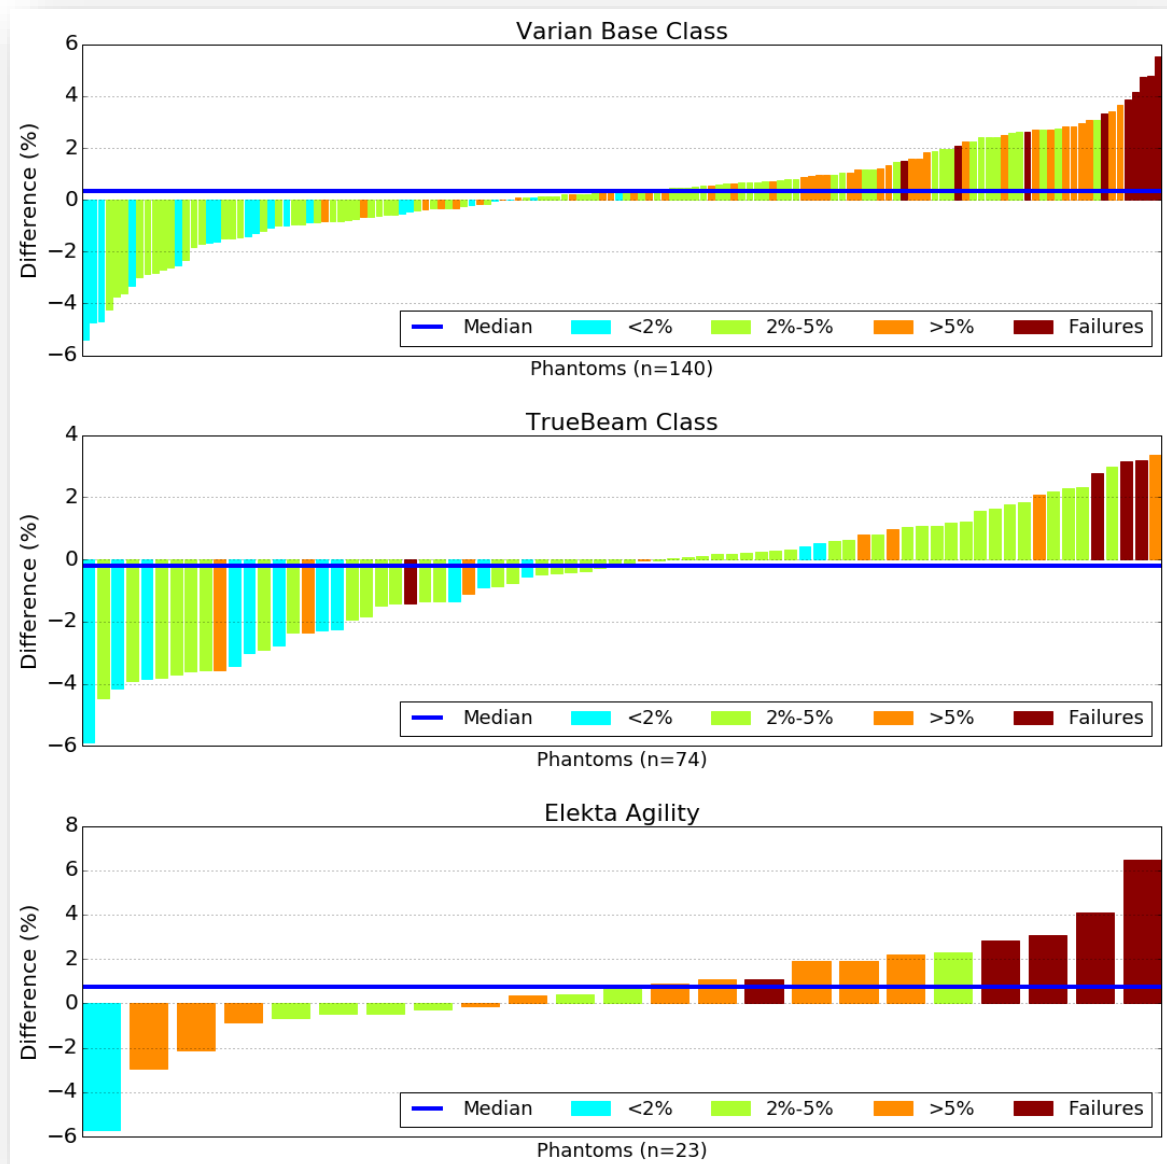 Varian Base Class
6
4
2
0
−2
−4
−6
Difference (%)
Median <2% 2%-5% >5% Failures
Phantoms (n=140)
TrueBeam Class
4
2
0
−2
−4
−6
Difference (%)
Median <2% 2%-5% >5% Failures
Phantoms (n=74)
Elekta Agility
8
6
4
2
0
−2
−4
−6
Difference (%)
Median <2% 2%-5% >5% Failures
Phantoms (n=23)